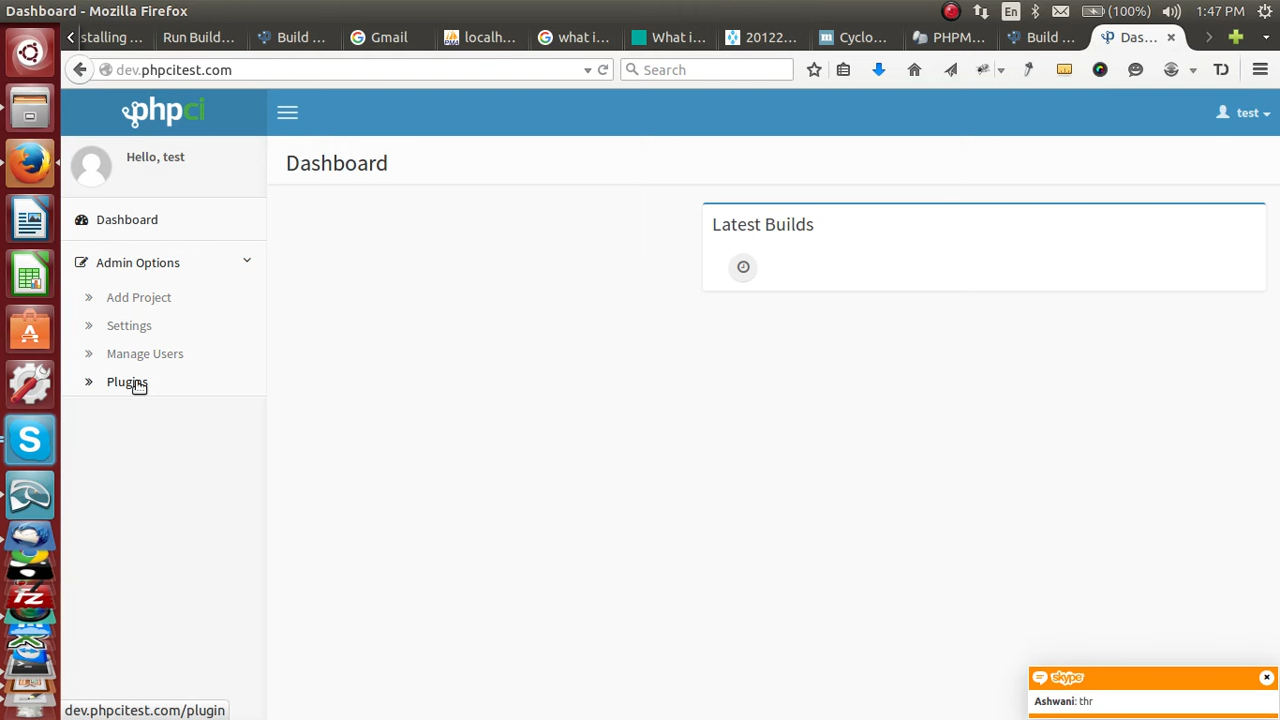 Dashboard - Mozilla Firefox
En
(100%)
1:47 PM
stalling ...
Run Build...
Build ...
Gmail
localh...
what i...
What i...
20122...
Cyclo...
PHPM...
Build ...
Das...
dev.phpcitest.com
Search
TJ
phpci
test
Hello, test
Dashboard
Dashboard
Latest Builds
Admin Options
Add Project
Settings
Manage Users
Plugins
skype
Ashwani: thr
dev.phpcitest.com/plugin